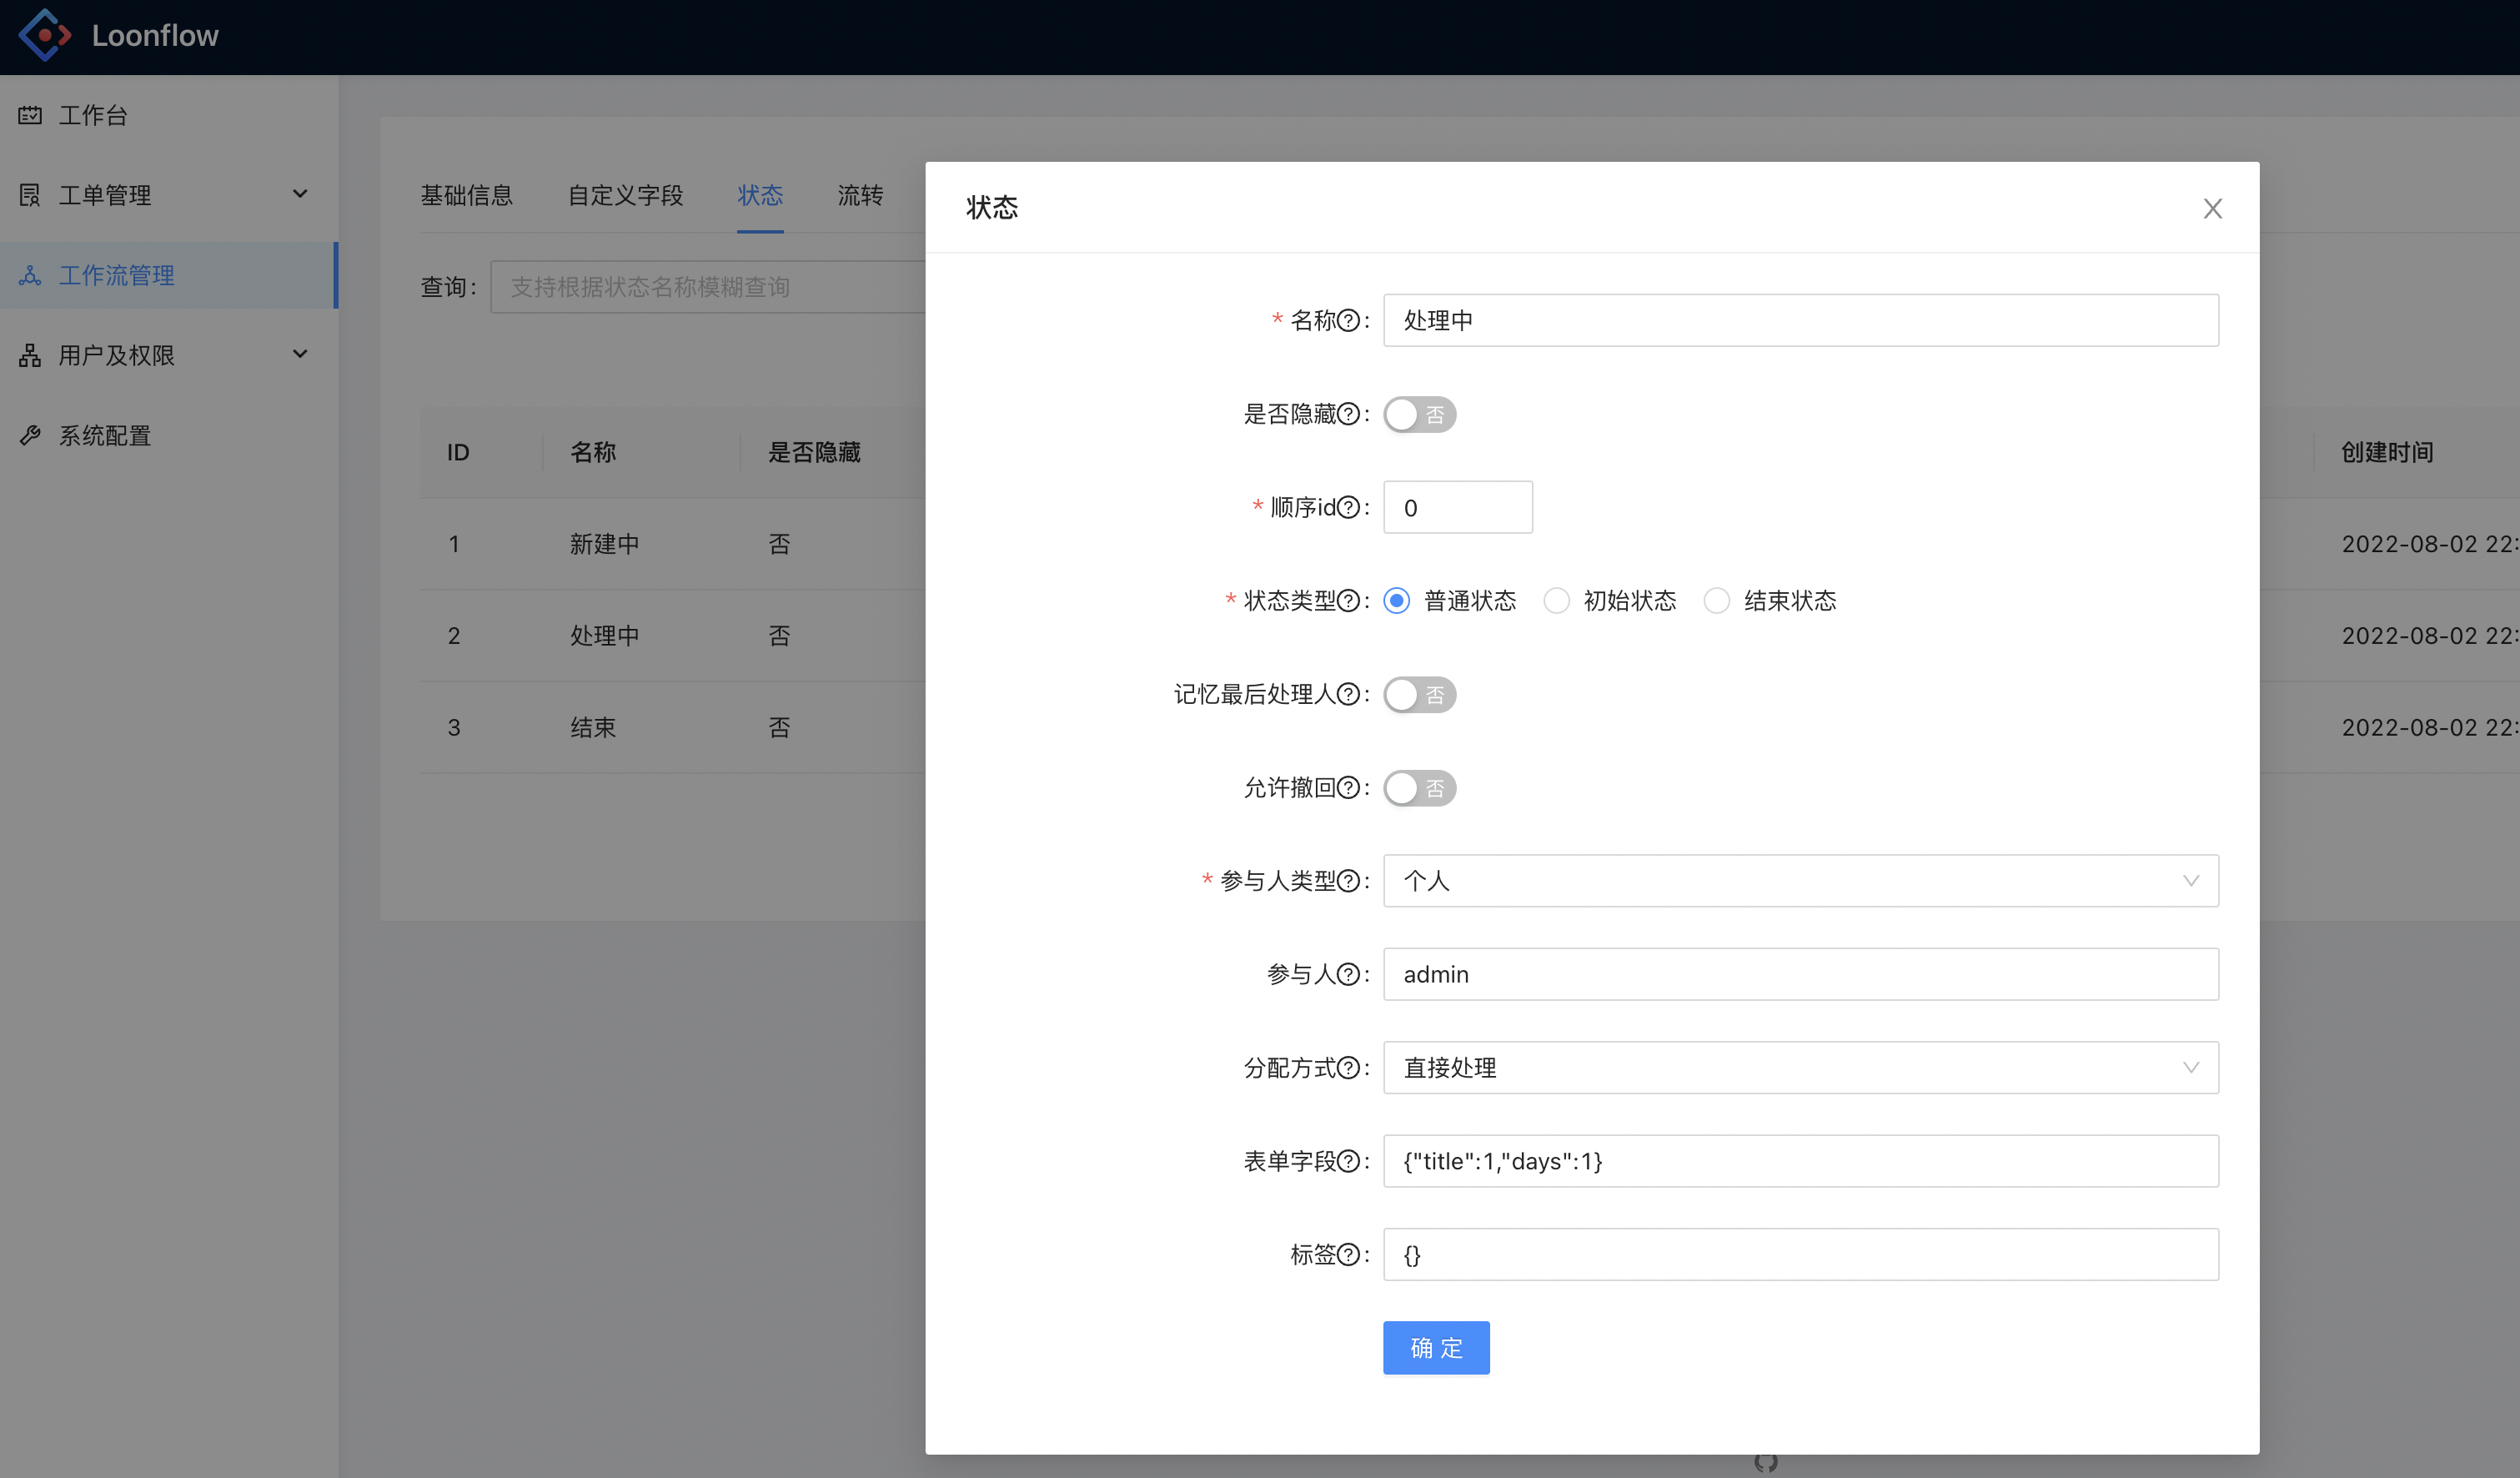 Loonflow
工作台
工单管理
工作流管理
用户及权限
系统配置
基础信息 自定义字段 状态 流转
查询: 支持根据状态名称模糊查询
ID 名称 是否隐藏 创建时间
1 新建中 否 2022-08-02 22:
2 处理中 否 2022-08-02 22:
3 结束 否 2022-08-02 22:
状态
* 名称?: 处理中
是否隐藏?: 否
* 顺序id?: 0
* 状态类型?: 普通状态 初始状态 结束状态
记忆最后处理人?: 否
允许撤回?: 否
* 参与人类型?: 个人
参与人?: admin
分配方式?: 直接处理
表单字段?: {"title":1,"days":1}
标签?: {}
确 定